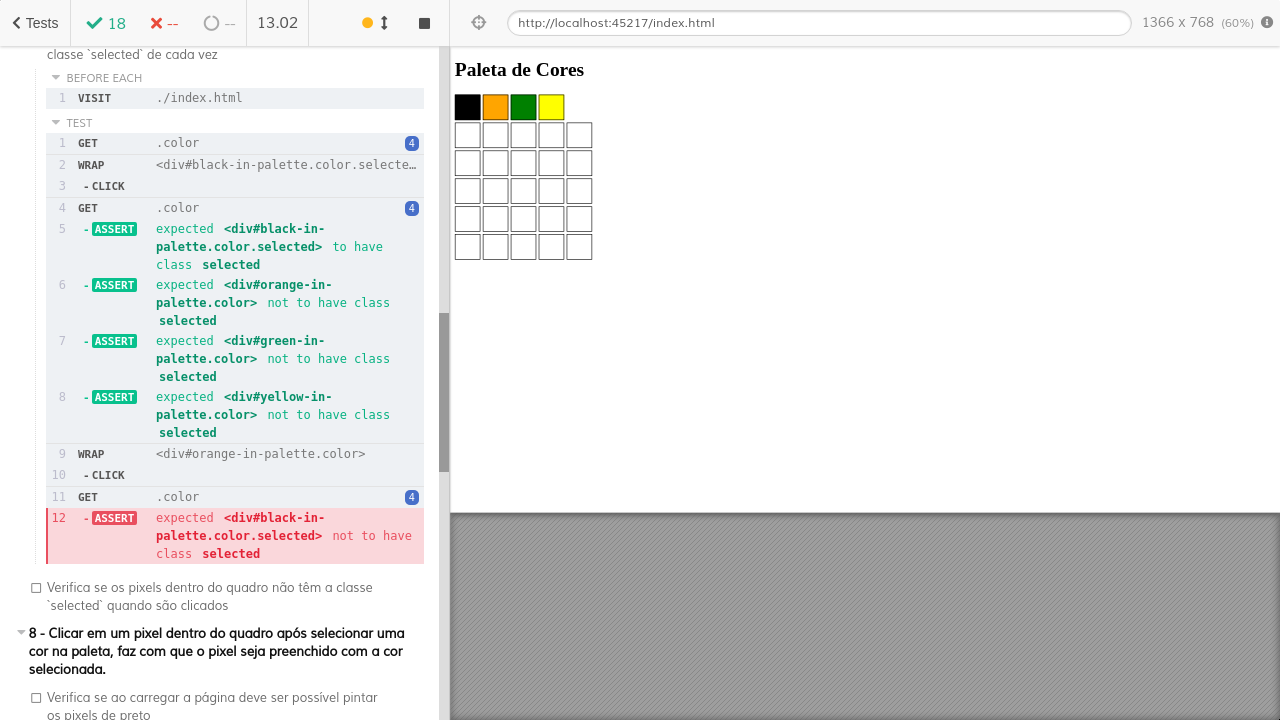 Tests 18 -- -- 13.02
http://localhost:45217/index.html 1366 x 768 (60%)
classe `selected` de cada vez
BEFORE EACH
1 VISIT ./index.html
TEST
1 GET .color 4
2 WRAP <div#black-in-palette.color.selecte…
3 - CLICK
4 GET .color 4
5 - ASSERT expected <div#black-in-
palette.color.selected> to have
class selected
6 - ASSERT expected <div#orange-in-
palette.color> not to have class
selected
7 - ASSERT expected <div#green-in-
palette.color> not to have class
selected
8 - ASSERT expected <div#yellow-in-
palette.color> not to have class
selected
9 WRAP <div#orange-in-palette.color>
10 - CLICK
11 GET .color 4
12 - ASSERT expected <div#black-in-
palette.color.selected> not to have
class selected
Verifica se os pixels dentro do quadro não têm a classe
`selected` quando são clicados
8 - Clicar em um pixel dentro do quadro após selecionar uma
cor na paleta, faz com que o pixel seja preenchido com a cor
selecionada.
Verifica se ao carregar a página deve ser possível pintar
os pixels de preto
Paleta de Cores